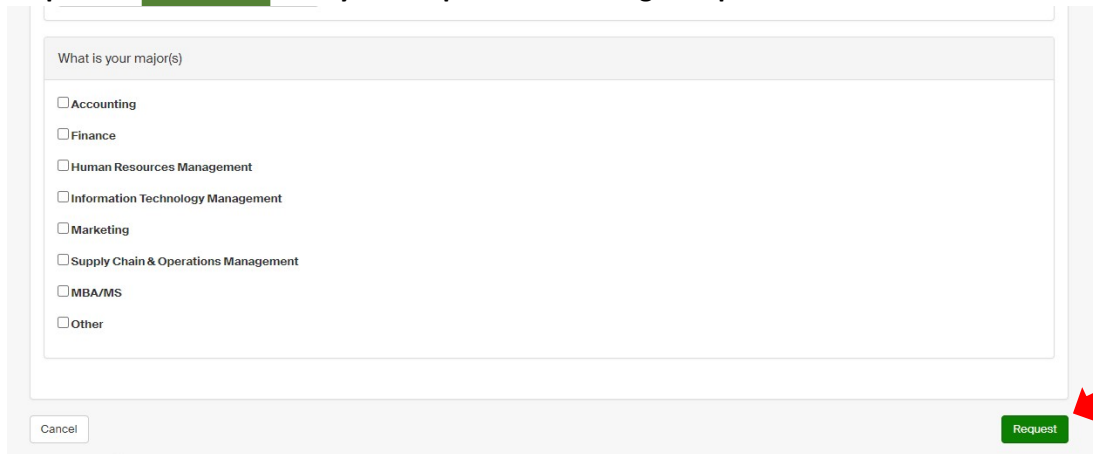 What is your major(s)
Accounting
Finance
Human Resources Management
Information Technology Management
Marketing
Supply Chain & Operations Management
MBA/MS
Other
Cancel
Request